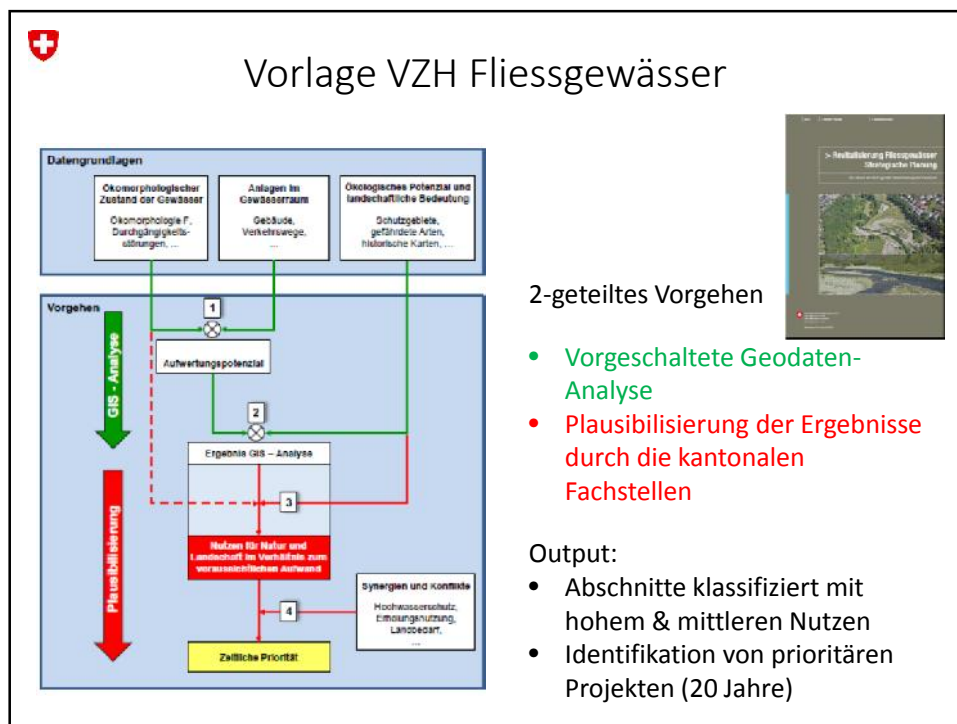 Vorlage VZH Fliessgewässer
Datengrundlagen
Ökomorphologischer
Zustand der Gewässer
Ökomorphologie F,
Durchgängigkeits-
störungen, ...
Anlagen im
Gewässerraum
Gebäude,
Verkehrswege,
...
Ökologisches Potenzial und
landschaftliche Bedeutung
Schutzgebiete,
gefährdete Arten,
historische Karten, ...
Vorgehen
GIS - Analyse
Plausibilisierung
1
Aufwertungspotenzial
2
Ergebnis GIS – Analyse
3
Nutzen für Natur und
Landschaft im Verhältnis zum
voraussichtlichen Aufwand
4
Synergien und Konflikte
Hochwasserschutz,
Erholungsnutzung,
Landbedarf,
...
Zeitliche Priorität
> Revitalisierung Fliessgewässer
Strategische Planung
2-geteiltes Vorgehen
• Vorgeschaltete Geodaten-
Analyse
• Plausibilisierung der Ergebnisse
durch die kantonalen
Fachstellen
Output:
• Abschnitte klassifiziert mit
hohem & mittleren Nutzen
• Identifikation von prioritären
Projekten (20 Jahre)